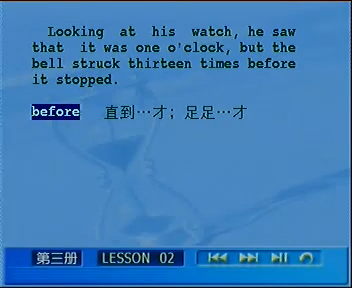 Looking at his watch, he saw
that it was one o'clock, but the
bell struck thirteen times before
it stopped.
before 直到…才；足足…才
第三册 LESSON 02